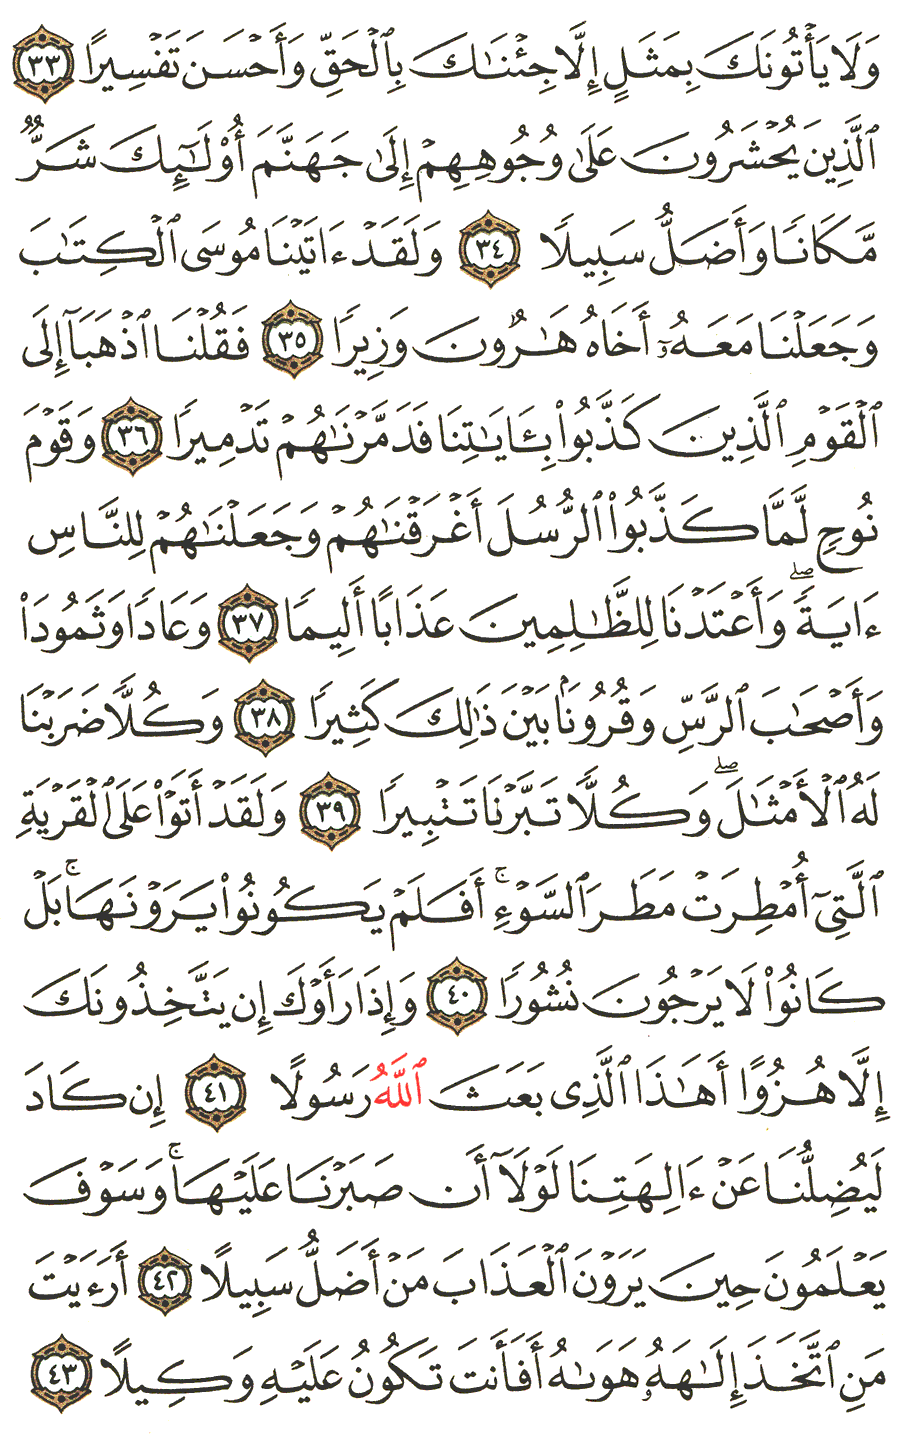 وَلَا يَأْتُونَكَ بِمَثَلٍ إِلَّا جِئْنَٰكَ بِٱلْحَقِّ وَأَحْسَنَ تَفْسِيرًا ٣٣
ٱلَّذِينَ يُحْشَرُونَ عَلَىٰ وُجُوهِهِمْ إِلَىٰ جَهَنَّمَ أُو۟لَٰٓئِكَ شَرٌّ
مَّكَانًا وَأَضَلُّ سَبِيلًا ٣٤ وَلَقَدْ ءَاتَيْنَا مُوسَى ٱلْكِتَٰبَ
وَجَعَلْنَا مَعَهُۥٓ أَخَاهُ هَٰرُونَ وَزِيرًا ٣٥ فَقُلْنَا ٱذْهَبَآ إِلَى
ٱلْقَوْمِ ٱلَّذِينَ كَذَّبُوا۟ بِـَٔايَٰتِنَا فَدَمَّرْنَٰهُمْ تَدْمِيرًا ٣٦ وَقَوْمَ
نُوحٍ لَّمَّا كَذَّبُوا۟ ٱلرُّسُلَ أَغْرَقْنَٰهُمْ وَجَعَلْنَٰهُمْ لِلنَّاسِ
ءَايَةً ۖ وَأَعْتَدْنَا لِلظَّٰلِمِينَ عَذَابًا أَلِيمًا ٣٧ وَعَادًا وَثَمُودَا۟
وَأَصْحَٰبَ ٱلرَّسِّ وَقُرُونًۢا بَيْنَ ذَٰلِكَ كَثِيرًا ٣٨ وَكُلًّا ضَرَبْنَا
لَهُ ٱلْأَمْثَٰلَ ۖ وَكُلًّا تَبَّرْنَا تَتْبِيرًا ٣٩ وَلَقَدْ أَتَوْا۟ عَلَى ٱلْقَرْيَةِ
ٱلَّتِىٓ أُمْطِرَتْ مَطَرَ ٱلسَّوْءِ ۚ أَفَلَمْ يَكُونُوا۟ يَرَوْنَهَا ۚ بَلْ
كَانُوا۟ لَا يَرْجُونَ نُشُورًا ٤٠ وَإِذَا رَأَوْكَ إِن يَتَّخِذُونَكَ
إِلَّا هُزُوًا أَهَٰذَا ٱلَّذِى بَعَثَ ٱللَّهُ رَسُولًا ٤١ إِن كَادَ
لَيُضِلُّنَا عَنْ ءَالِهَتِنَا لَوْلَآ أَن صَبَرْنَا عَلَيْهَا ۚ وَسَوْفَ
يَعْلَمُونَ حِينَ يَرَوْنَ ٱلْعَذَابَ مَنْ أَضَلُّ سَبِيلًا ٤٢ أَرَءَيْتَ
مَنِ ٱتَّخَذَ إِلَٰهَهُۥ هَوَىٰهُ أَفَأَنتَ تَكُونُ عَلَيْهِ وَكِيلًا ٤٣